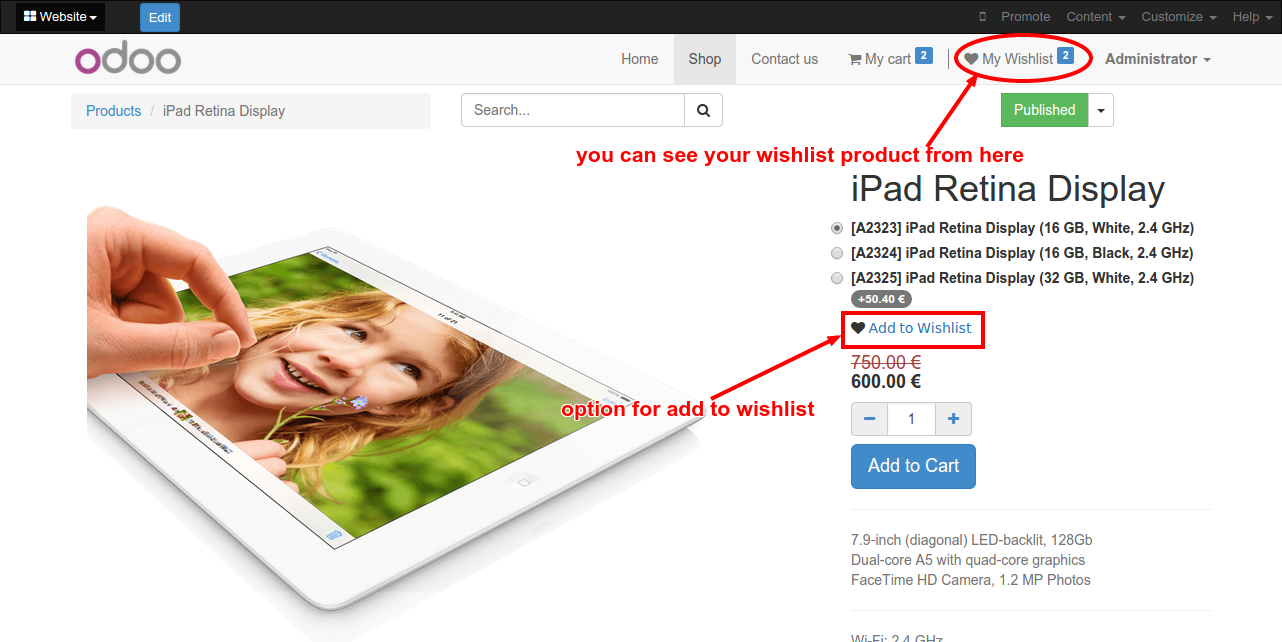 Website
Edit
Promote
Content
Customize
Help
odoo
Home
Shop
Contact us
My cart 2
My Wishlist 2
Administrator
Products / iPad Retina Display
Search...
Published
you can see your wishlist product from here
iPad Retina Display
[A2323] iPad Retina Display (16 GB, White, 2.4 GHz)
[A2324] iPad Retina Display (16 GB, Black, 2.4 GHz)
[A2325] iPad Retina Display (32 GB, White, 2.4 GHz)
+50.40 €
Add to Wishlist
750.00 €
600.00 €
option for add to wishlist
− 1 +
Add to Cart
7.9-inch (diagonal) LED-backlit, 128Gb
Dual-core A5 with quad-core graphics
FaceTime HD Camera, 1.2 MP Photos
Wi-Fi: 2.4 GHz